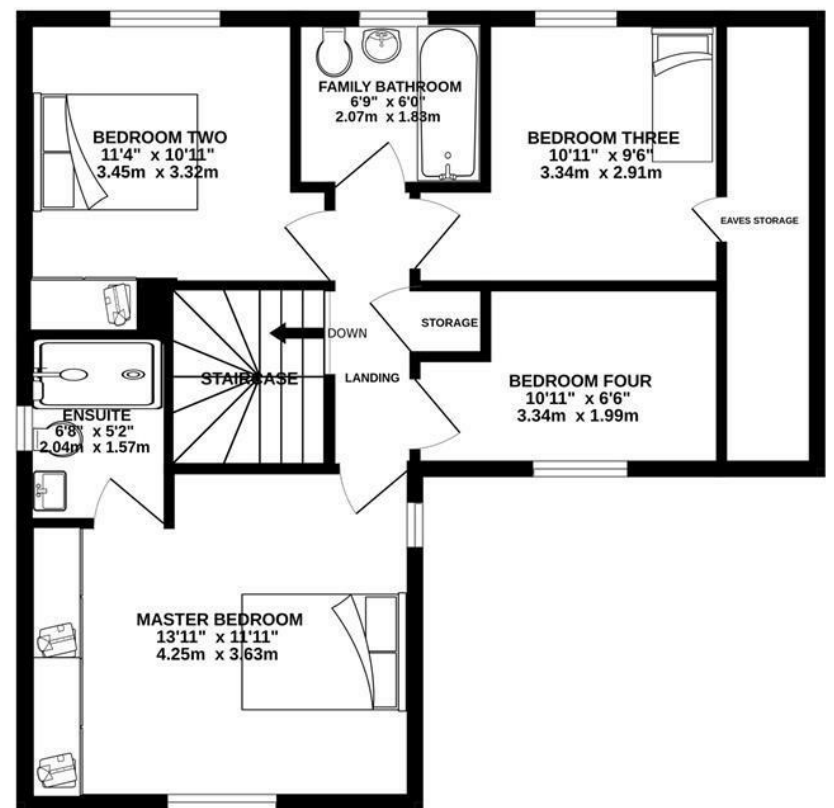 FAMILY BATHROOM
6'9" x 6'0"
2.07m x 1.83m
BEDROOM TWO
11'4" x 10'11"
3.45m x 3.32m
BEDROOM THREE
10'11" x 9'6"
3.34m x 2.91m
EAVES STORAGE
STORAGE
DOWN
STAIRCASE
LANDING
BEDROOM FOUR
10'11" x 6'6"
3.34m x 1.99m
ENSUITE
6'8" x 5'2"
2.04m x 1.57m
MASTER BEDROOM
13'11" x 11'11"
4.25m x 3.63m